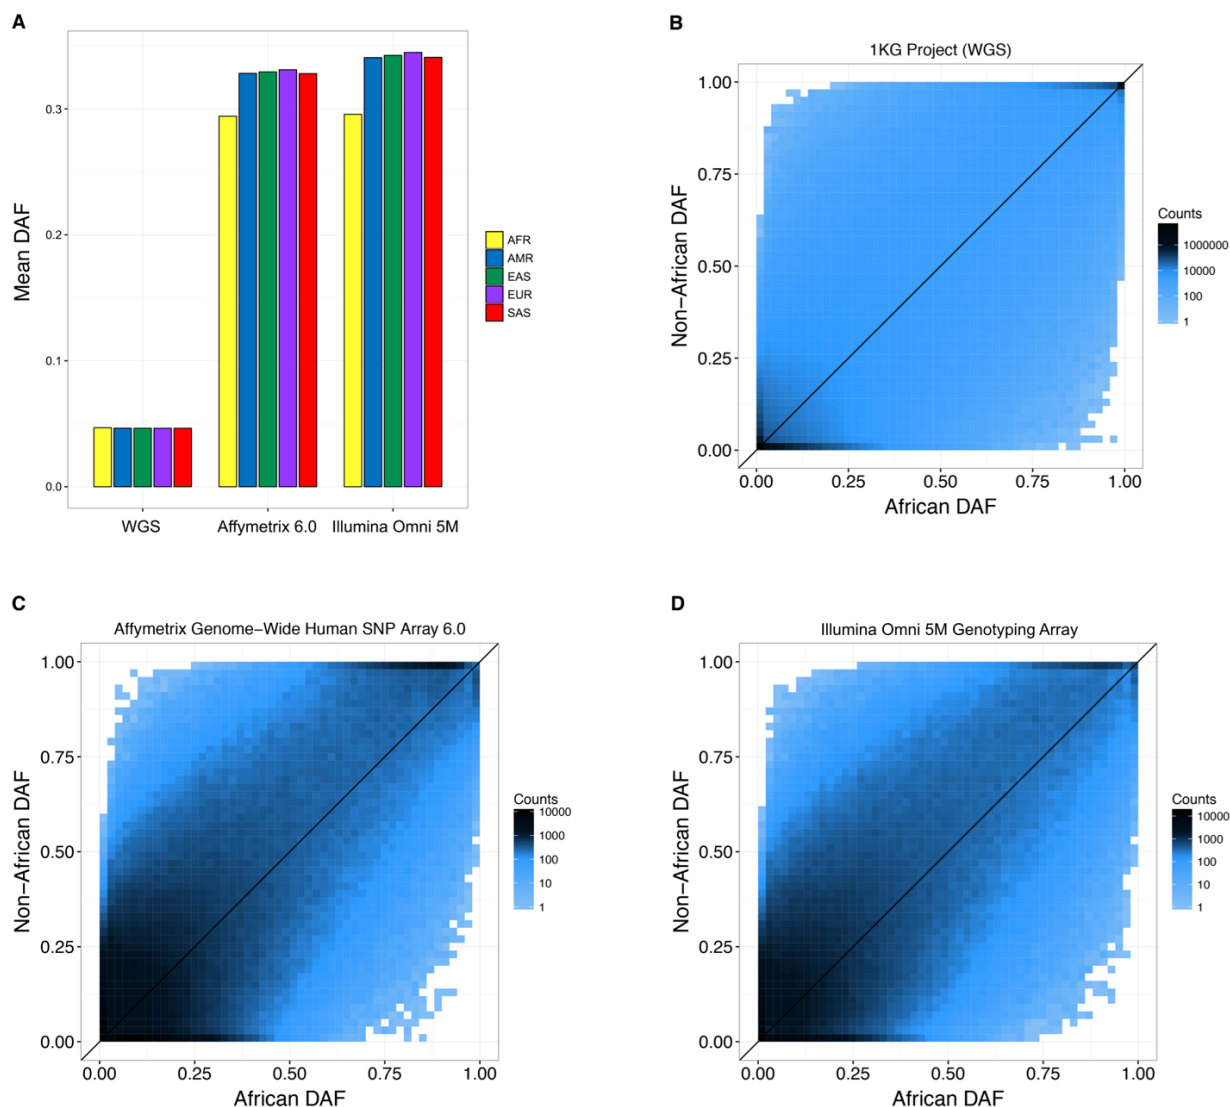 A
Mean DAF
0.3
0.2
0.1
0.0
WGS Affymetrix 6.0 Illumina Omni 5M
AFR
AMR
EAS
EUR
SAS
B
1KG Project (WGS)
Non−African DAF
1.00
0.75
0.50
0.25
0.00
0.00 0.25 0.50 0.75 1.00
African DAF
Counts
1000000
10000
100
1
C
Affymetrix Genome−Wide Human SNP Array 6.0
Non−African DAF
1.00
0.75
0.50
0.25
0.00
0.00 0.25 0.50 0.75 1.00
African DAF
Counts
10000
1000
100
10
1
D
Illumina Omni 5M Genotyping Array
Non−African DAF
1.00
0.75
0.50
0.25
0.00
0.00 0.25 0.50 0.75 1.00
African DAF
Counts
10000
1000
100
10
1